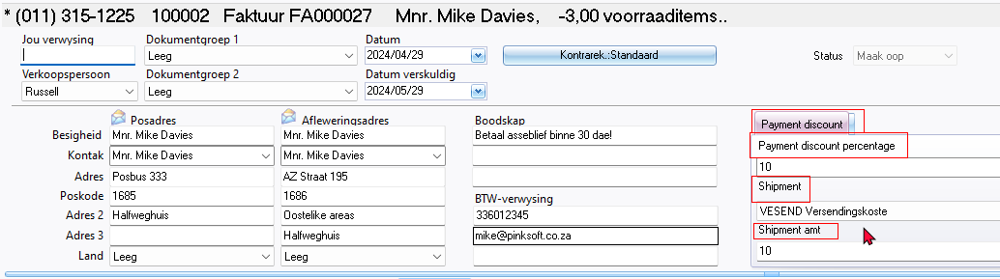 * (011) 315-1225 100002 Faktuur FA000027 Mnr. Mike Davies, -3,00 voorraaditems..
Jou verwysing Dokumentgroep 1 Datum
Leeg 2024/04/29 Kontrarek.:Standaard Status Maak oop
Verkoopspersoon Dokumentgroep 2 Datum verskuldig
Russell Leeg 2024/05/29
Posadres Afleweringsadres Boodskap Payment discount
Besigheid Mnr. Mike Davies Mnr. Mike Davies Betaal asseblief binne 30 dae!
Payment discount percentage
Kontak Mnr. Mike Davies Mnr. Mike Davies
10
Adres Posbus 333 AZ Straat 195
Shipment
Poskode 1685 1686 BTW-verwysing
Adres 2 Halfweghuis Oostelike areas 336012345 VESEND Versendingskoste
Adres 3 Halfweghuis mike@pinksoft.co.za Shipment amt
Land Leeg Leeg 10